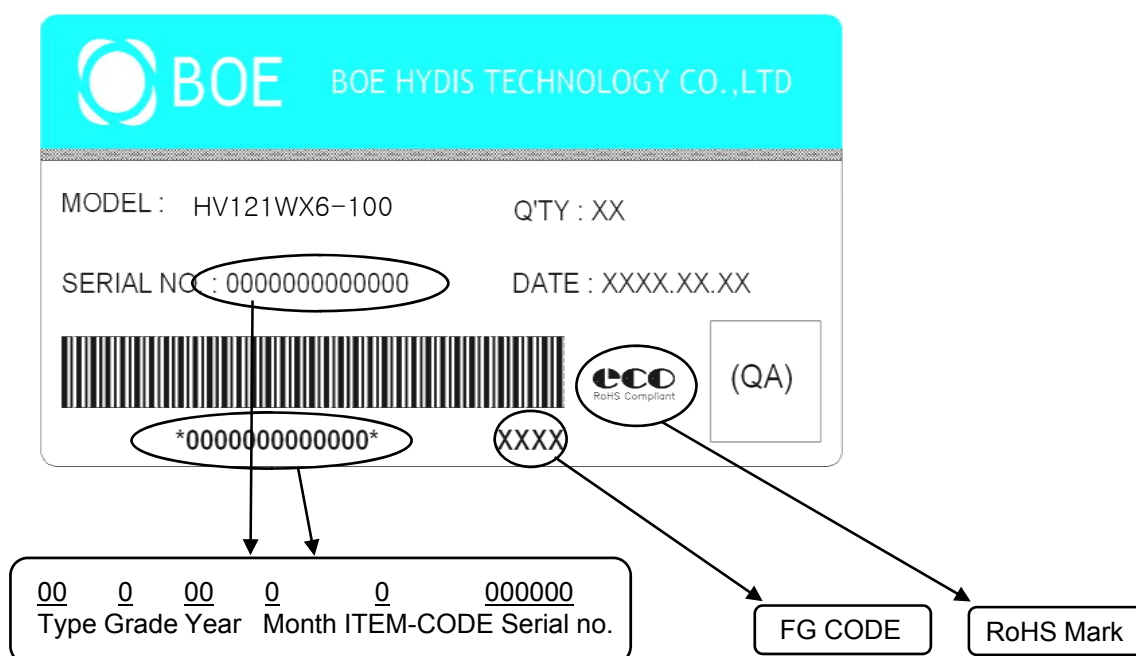 BOE BOE HYDIS TECHNOLOGY CO.,LTD
MODEL : HV121WX6-100 Q'TY : XX
SERIAL NO. : 0000000000000 DATE : XXXX.XX.XX
eco
RoHS Compliant
(QA)
*0000000000000* XXXX
00 0 00 0 0 000000
Type Grade Year Month ITEM-CODE Serial no.
FG CODE
RoHS Mark